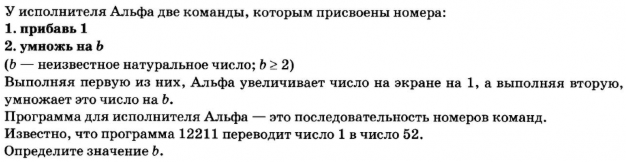 У исполнителя Альфа две команды, которым присвоены номера:
1. прибавь 1
2. умножь на b
(b — неизвестное натуральное число; b ≥ 2)
Выполняя первую из них, Альфа увеличивает число на экране на 1, а выполняя вторую,
умножает это число на b.
Программа для исполнителя Альфа — это последовательность номеров команд.
Известно, что программа 12211 переводит число 1 в число 52.
Определите значение b.